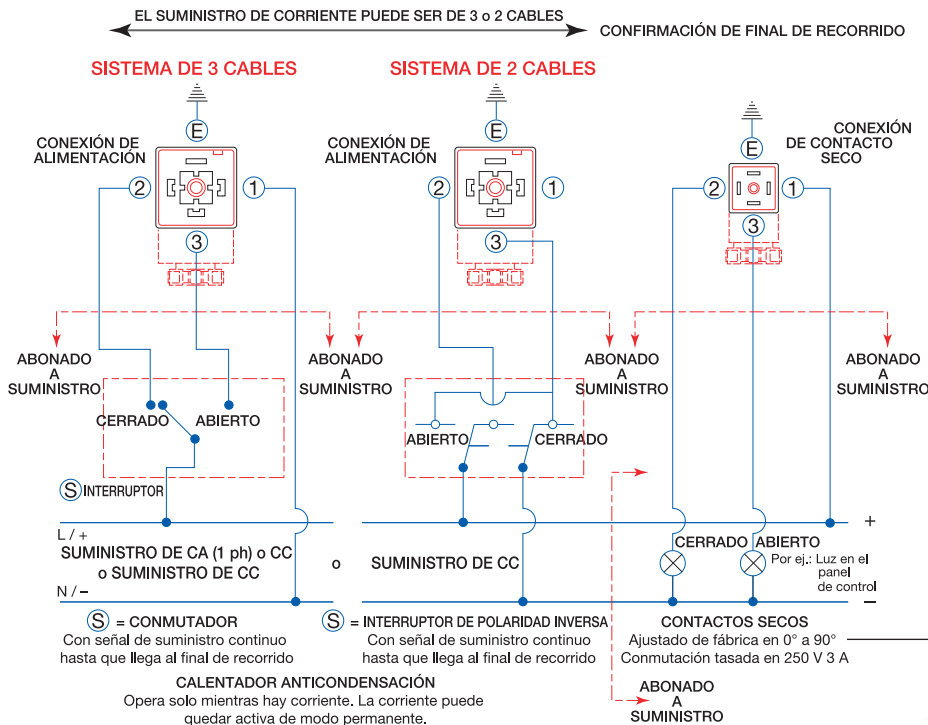 EL SUMINISTRO DE CORRIENTE PUEDE SER DE 3 o 2 CABLES
CONFIRMACIÓN DE FINAL DE RECORRIDO
SISTEMA DE 3 CABLES
SISTEMA DE 2 CABLES
E
E
E
CONEXIÓN DE
ALIMENTACIÓN
CONEXIÓN DE
ALIMENTACIÓN
CONEXIÓN
DE CONTACTO
SECO
2
1
3
2
1
3
2
1
3
ABONADO
A
SUMINISTRO
ABONADO
A
SUMINISTRO
ABONADO
A
SUMINISTRO
ABONADO
A
SUMINISTRO
CERRADO
ABIERTO
ABIERTO
CERRADO
S INTERRUPTOR
L / +
+
SUMINISTRO DE CA (1 ph) o CC
o SUMINISTRO DE CC
o
SUMINISTRO DE CC
CERRADO
ABIERTO
Por ej.: Luz en el
panel
de control
N / –
–
S = CONMUTADOR
Con señal de suministro continuo
hasta que llega al final de recorrido
S = INTERRUPTOR DE POLARIDAD INVERSA
Con señal de suministro continuo
hasta que llega al final de recorrido
CONTACTOS SECOS
Ajustado de fábrica en 0° a 90°
Conmutación tasada en 250 V 3 A
CALENTADOR ANTICONDENSACIÓN
Opera solo mientras hay corriente. La corriente puede
quedar activa de modo permanente.
ABONADO
A
SUMINISTRO